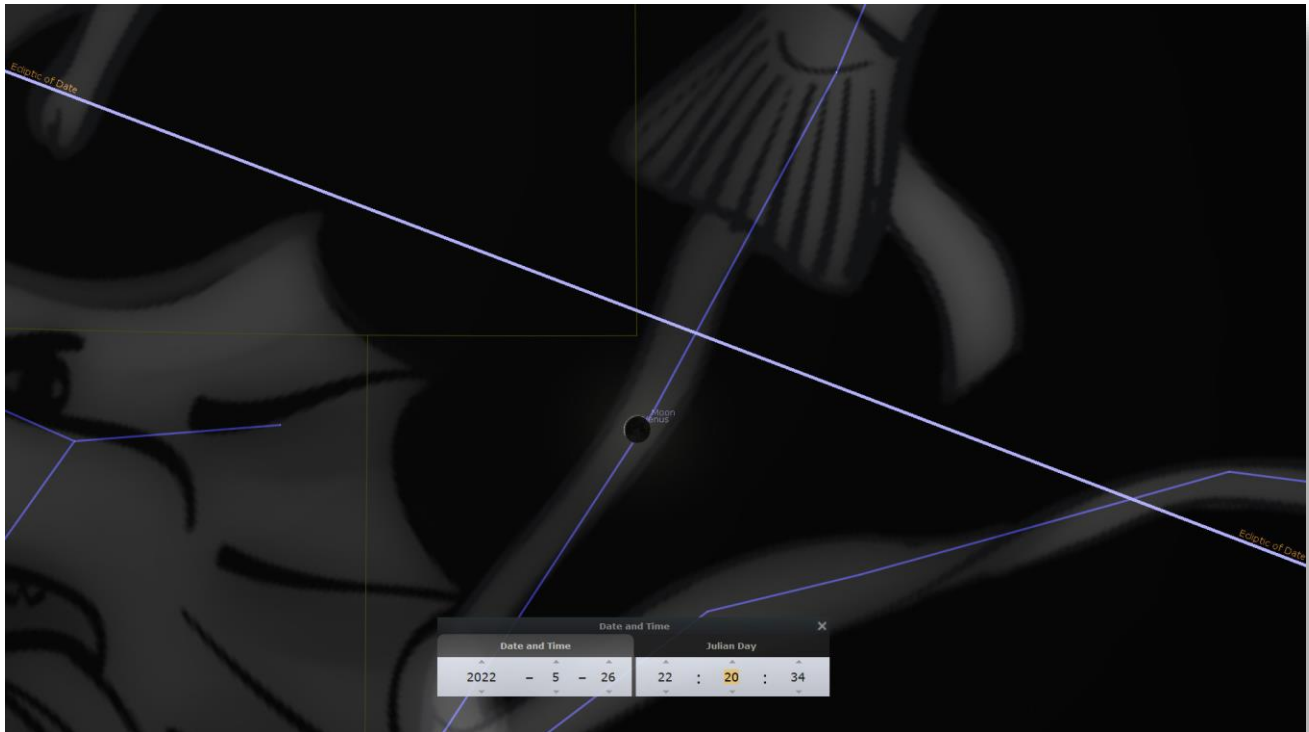 Ecliptic of Date
Moon
Venus
Ecliptic of Date
Date and Time
Date and Time Julian Day
2022 - 5 - 26 22 : 20 : 34